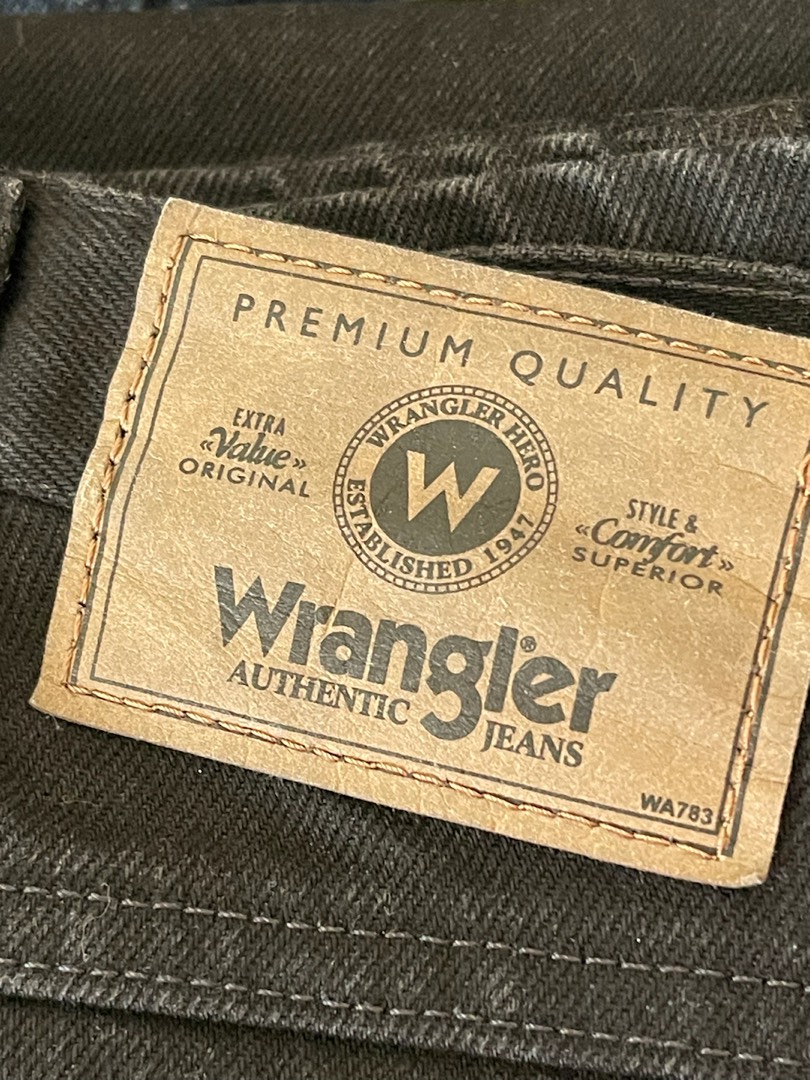 PREMIUM QUALITY
EXTRA
«Value»
ORIGINAL
WRANGLER HERO
W
ESTABLISHED 1947
STYLE &
«Comfort»
SUPERIOR
Wrangler®
AUTHENTIC
JEANS
WA783